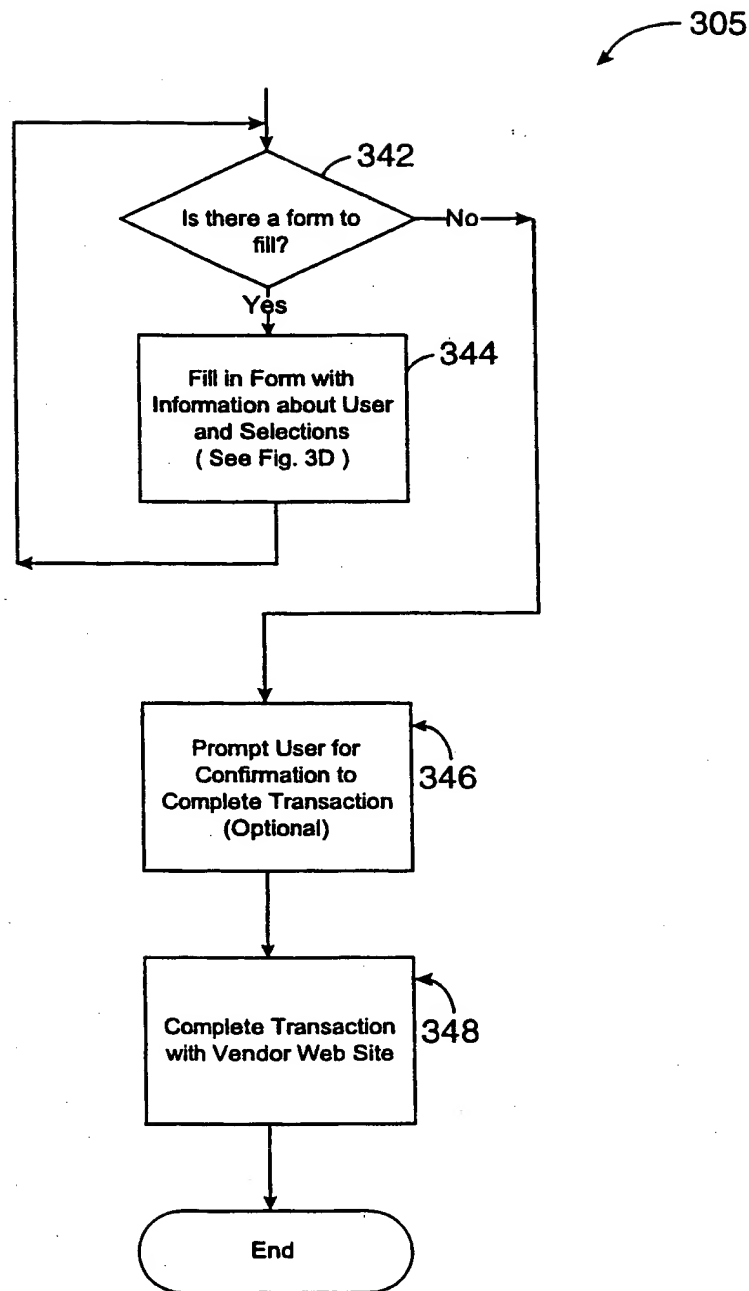 305
342
Is there a form to
fill?
No
Yes
344
Fill in Form with
Information about User
and Selections
( See Fig. 3D )
Prompt User for
Confirmation to
Complete Transaction
(Optional)
346
Complete Transaction
with Vendor Web Site
348
End